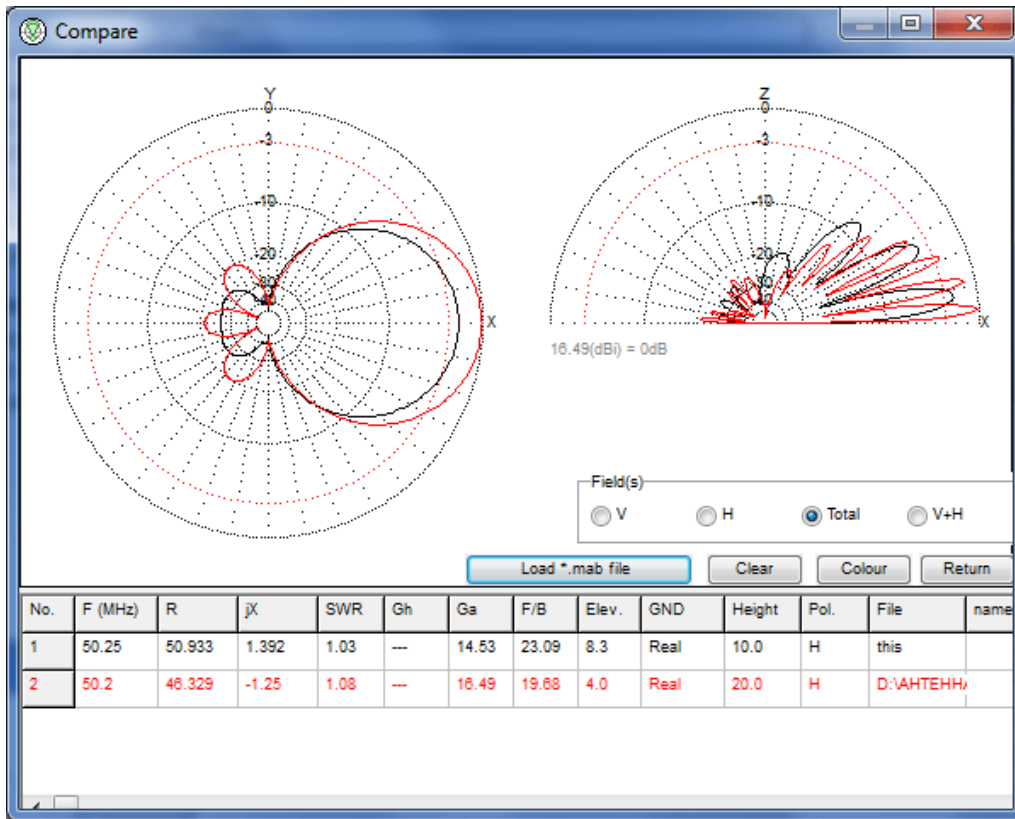 Compare
Y
0
-3
-10
-20
X
Z
0
-3
-10
-20
X
16.49(dBi) = 0dB
Field(s)
V H Total V+H
Load *.mab file Clear Colour Return
No. F (MHz) R jX SWR Gh Ga F/B Elev. GND Height Pol. File name
1 50.25 50.933 1.392 1.03 --- 14.53 23.09 8.3 Real 10.0 H this
2 50.2 46.329 -1.25 1.08 --- 16.49 19.68 4.0 Real 20.0 H D:\АНТЕНН